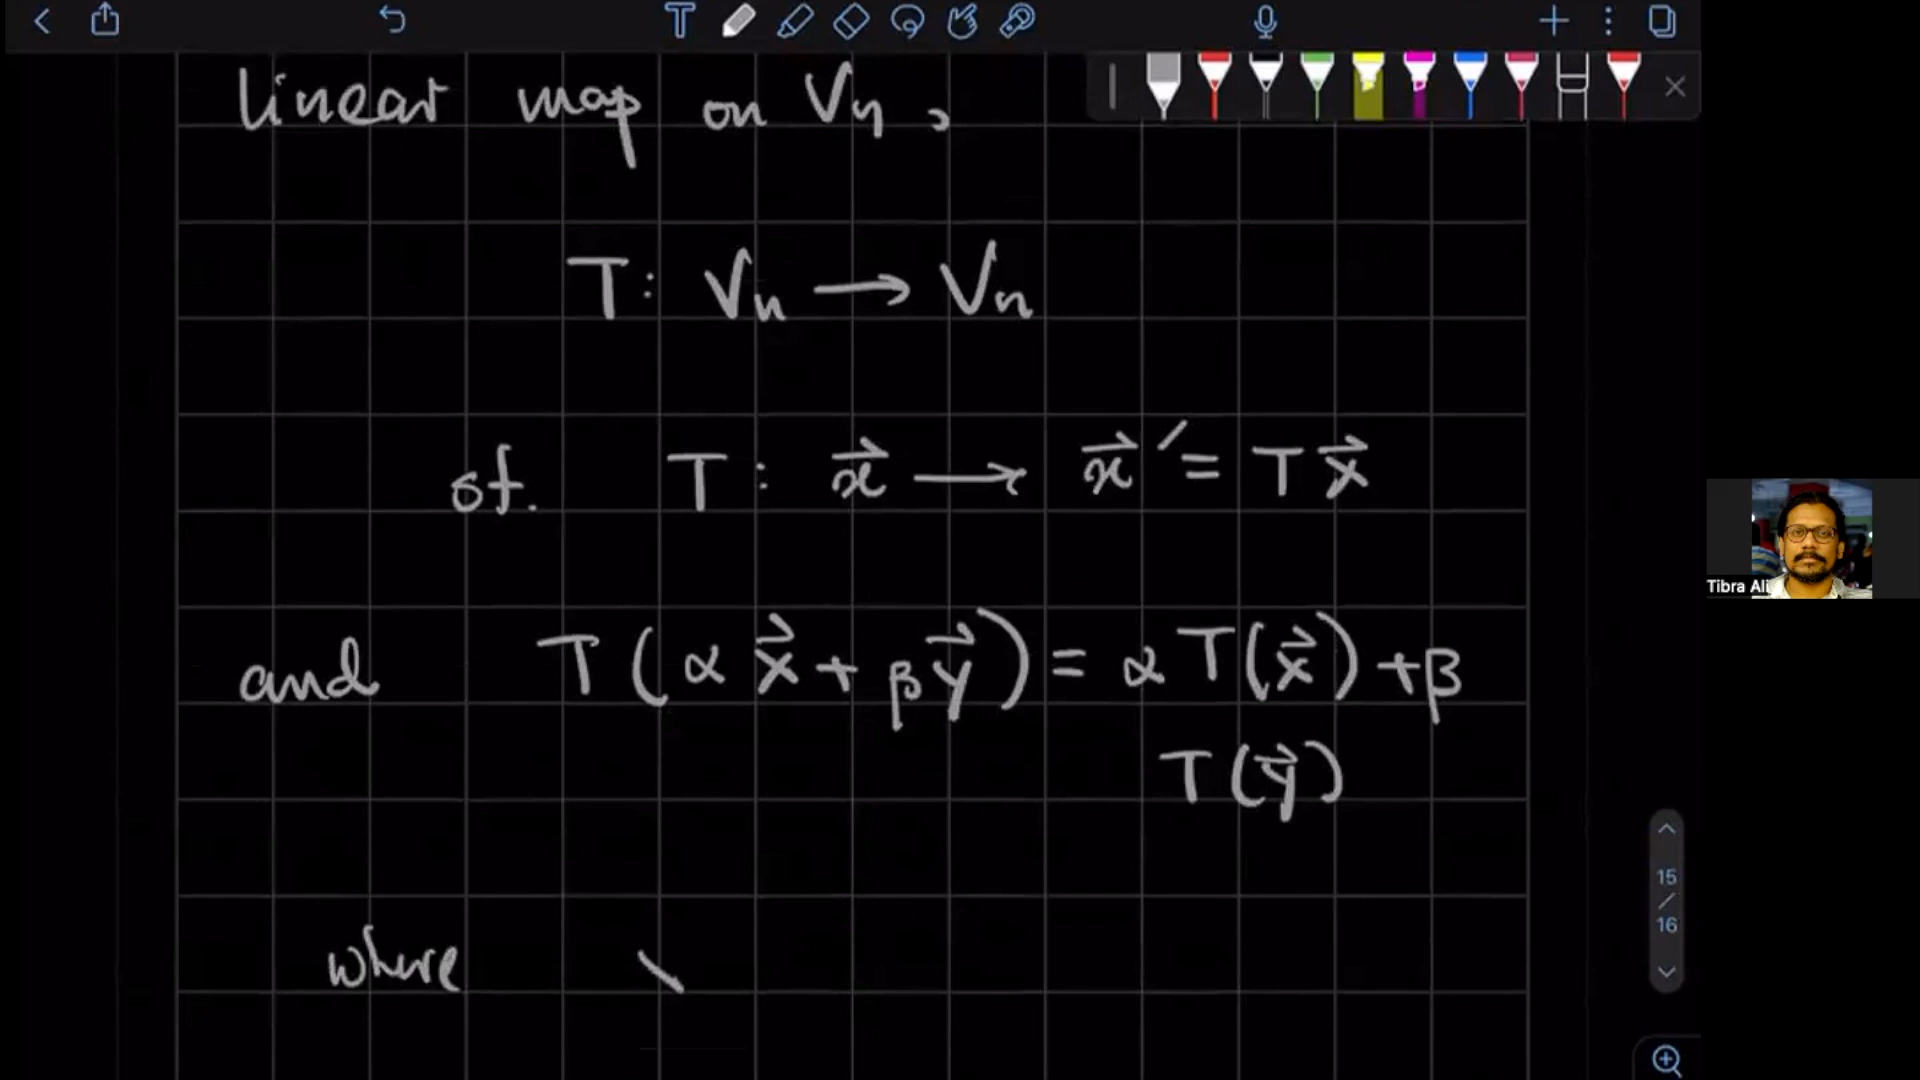 linear map on Vn,
T: Vn → Vn
st. T: x⃗ → x⃗′ = T x⃗
and T(α x⃗ + β y⃗) = α T(x⃗) + β
T(y⃗)
where
Tibra Ali
15
/
16